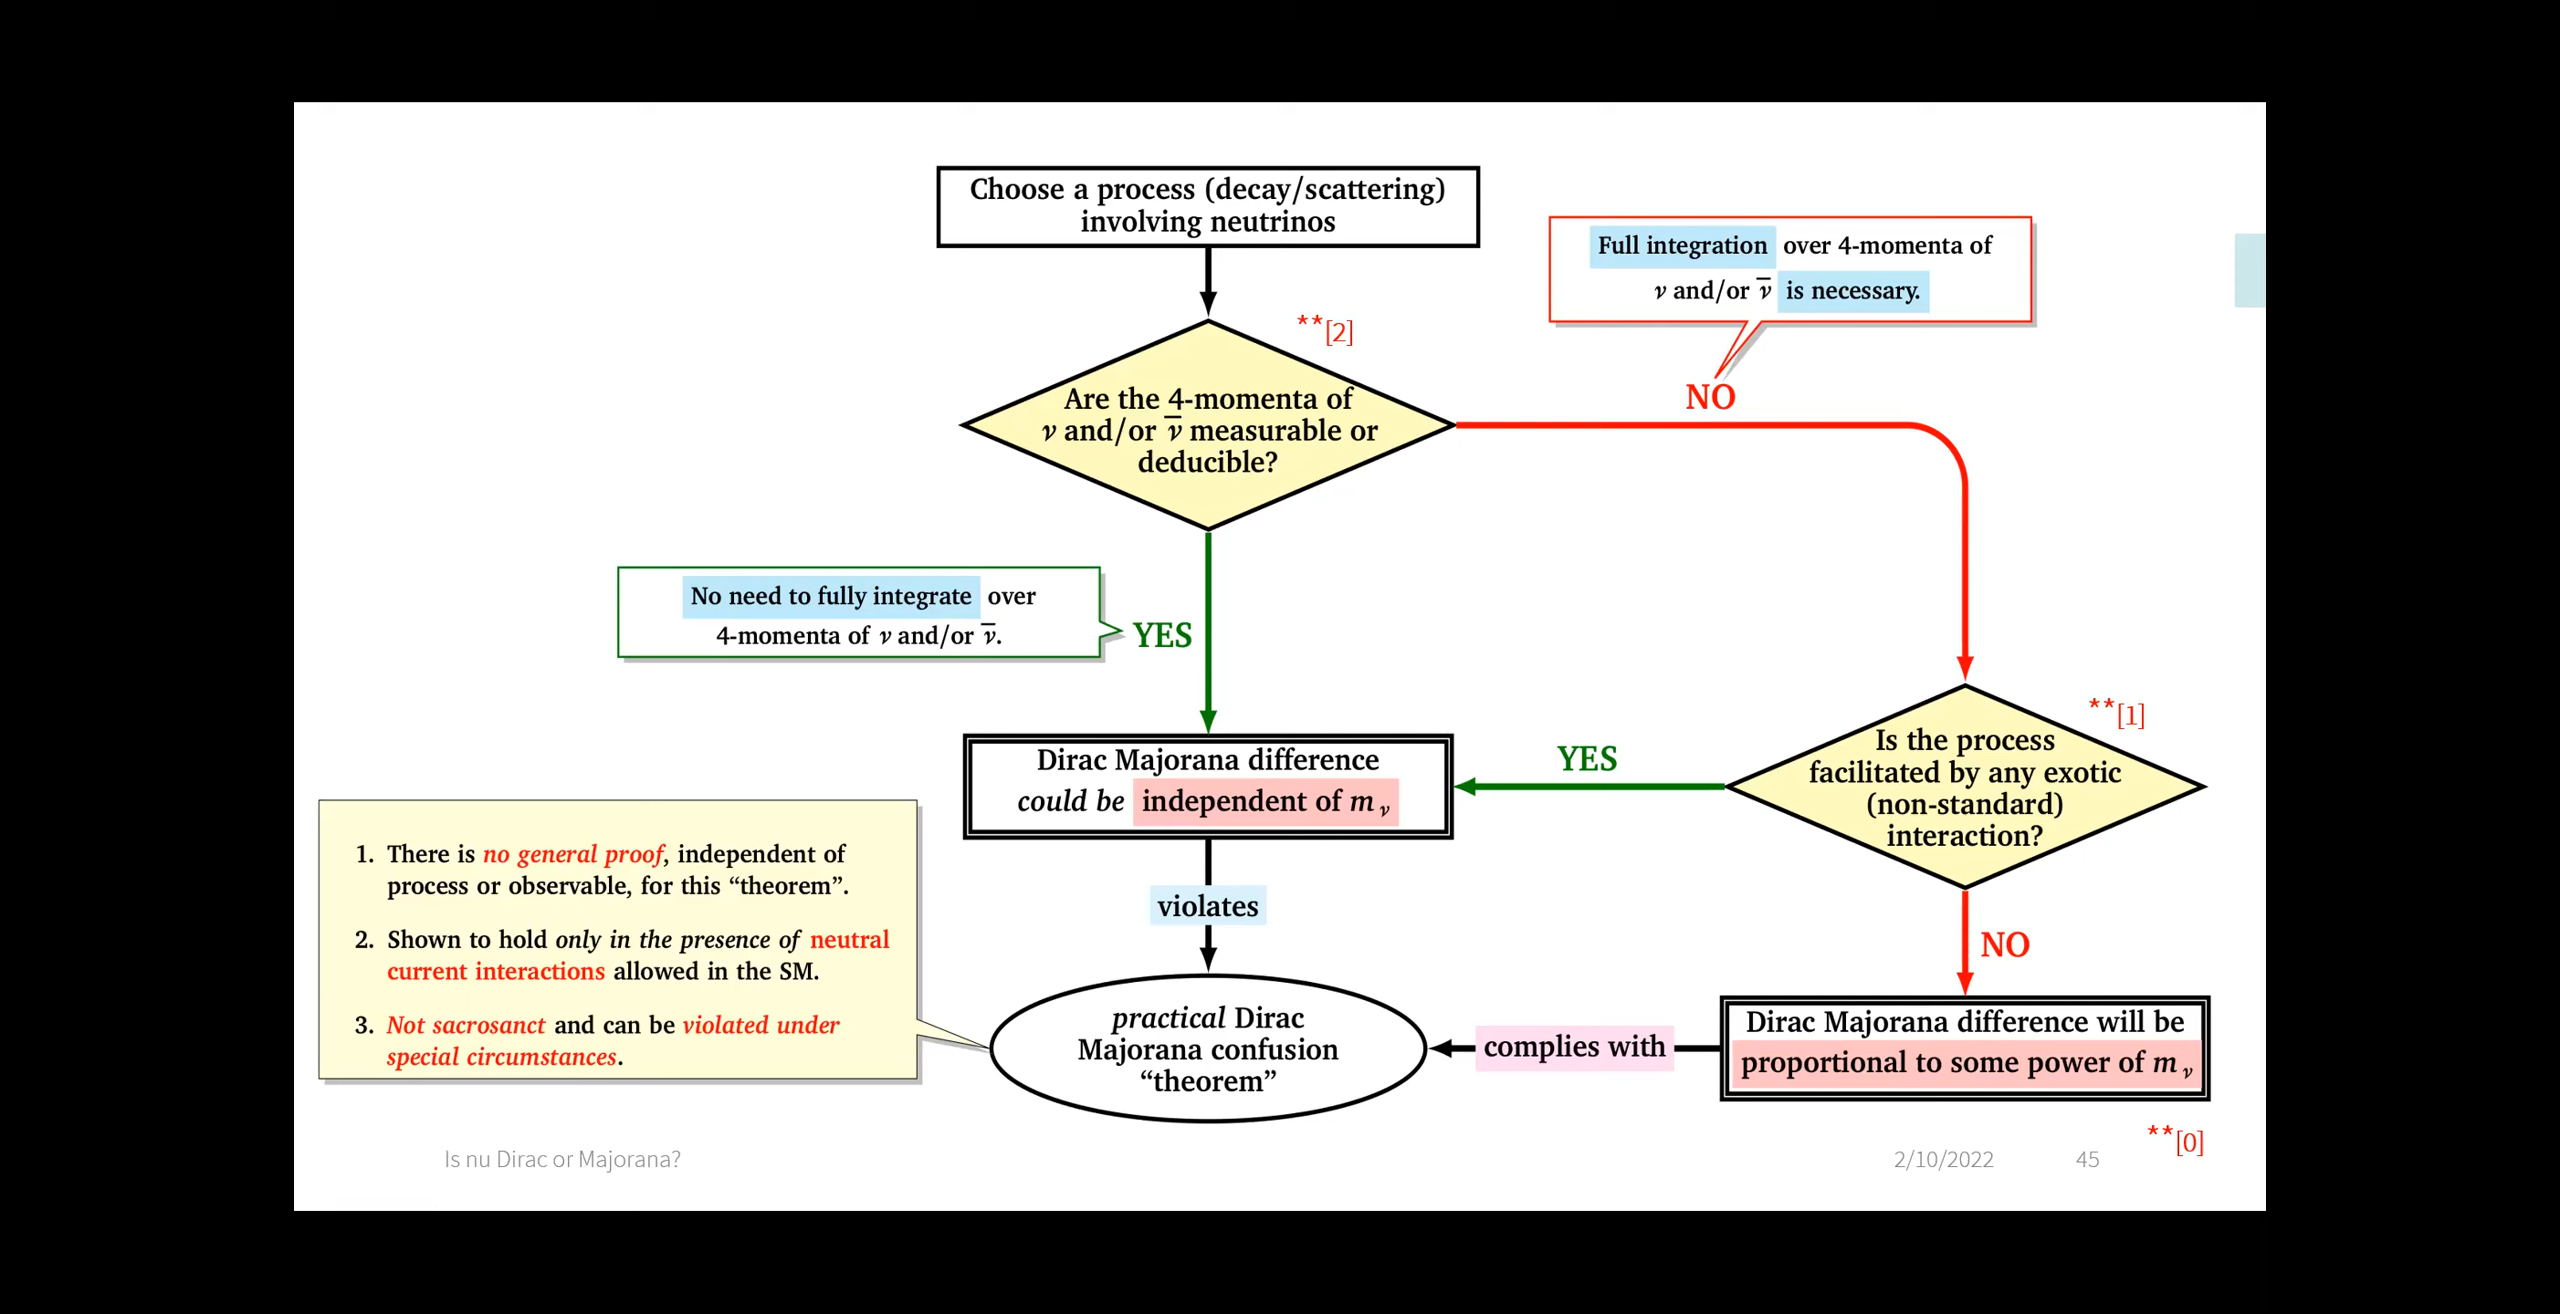 Choose a process (decay/scattering)
involving neutrinos
Full integration over 4-momenta of
ν and/or ν̅ is necessary.
**[2]
NO
Are the 4-momenta of
ν and/or ν̅ measurable or
deducible?
No need to fully integrate over
4-momenta of ν and/or ν̅.
YES
**[1]
Is the process
facilitated by any exotic
(non-standard)
interaction?
YES
Dirac Majorana difference
could be independent of m_ν
1. There is no general proof, independent of
process or observable, for this “theorem”.
2. Shown to hold only in the presence of neutral
current interactions allowed in the SM.
3. Not sacrosanct and can be violated under
special circumstances.
violates
NO
practical Dirac
Majorana confusion
“theorem”
complies with
Dirac Majorana difference will be
proportional to some power of m_ν
**[0]
Is nu Dirac or Majorana?
2/10/2022
45